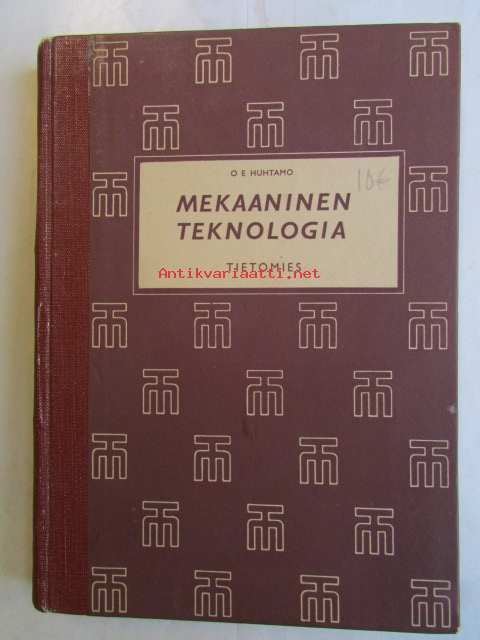 O E HUHTAMO
10€
MEKAANINEN
TEKNOLOGIA
TIETOMIES
Antikvariaatti.net